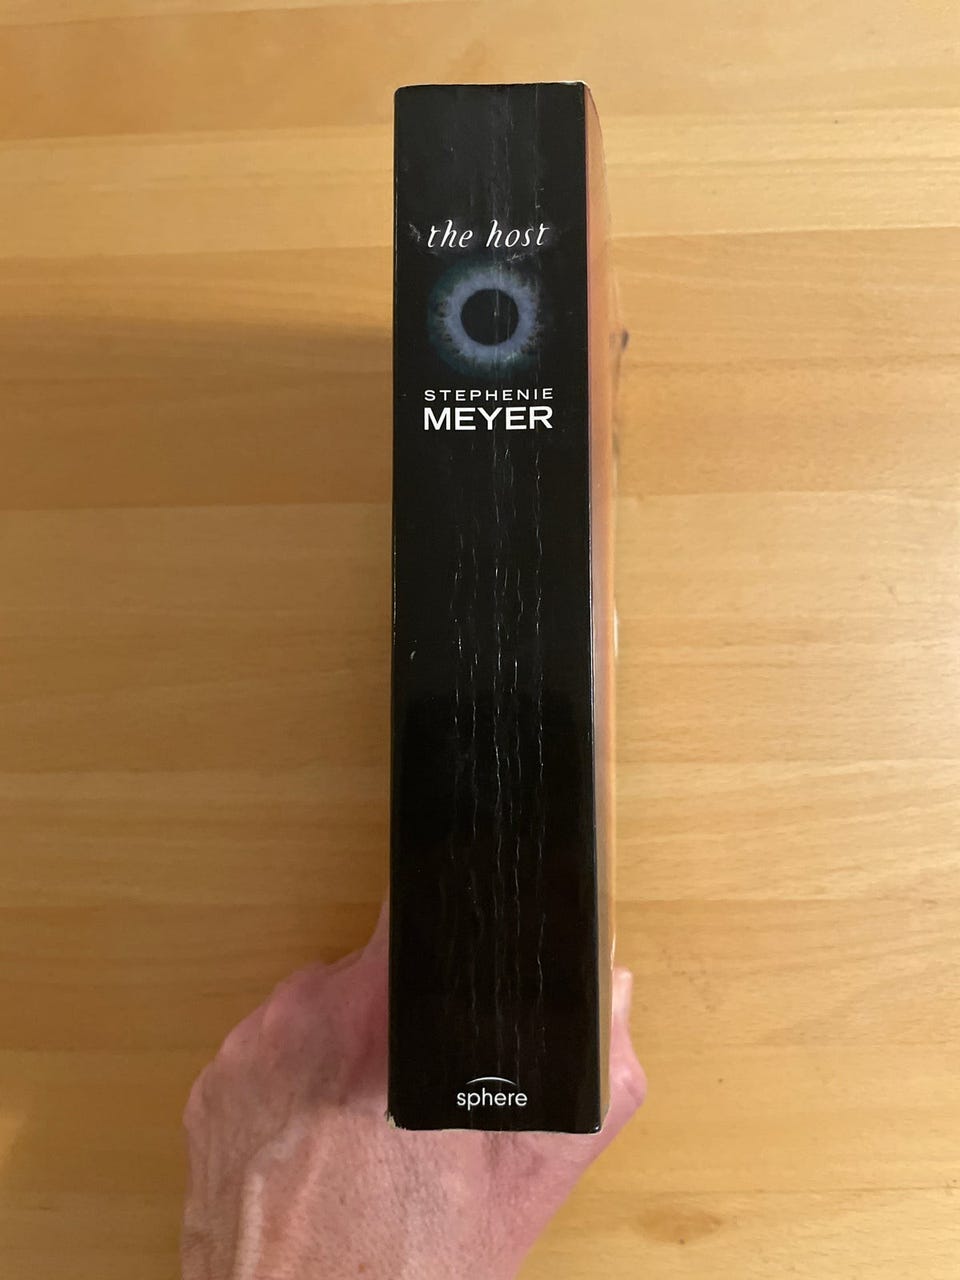 the host
STEPHENIE
MEYER
sphere